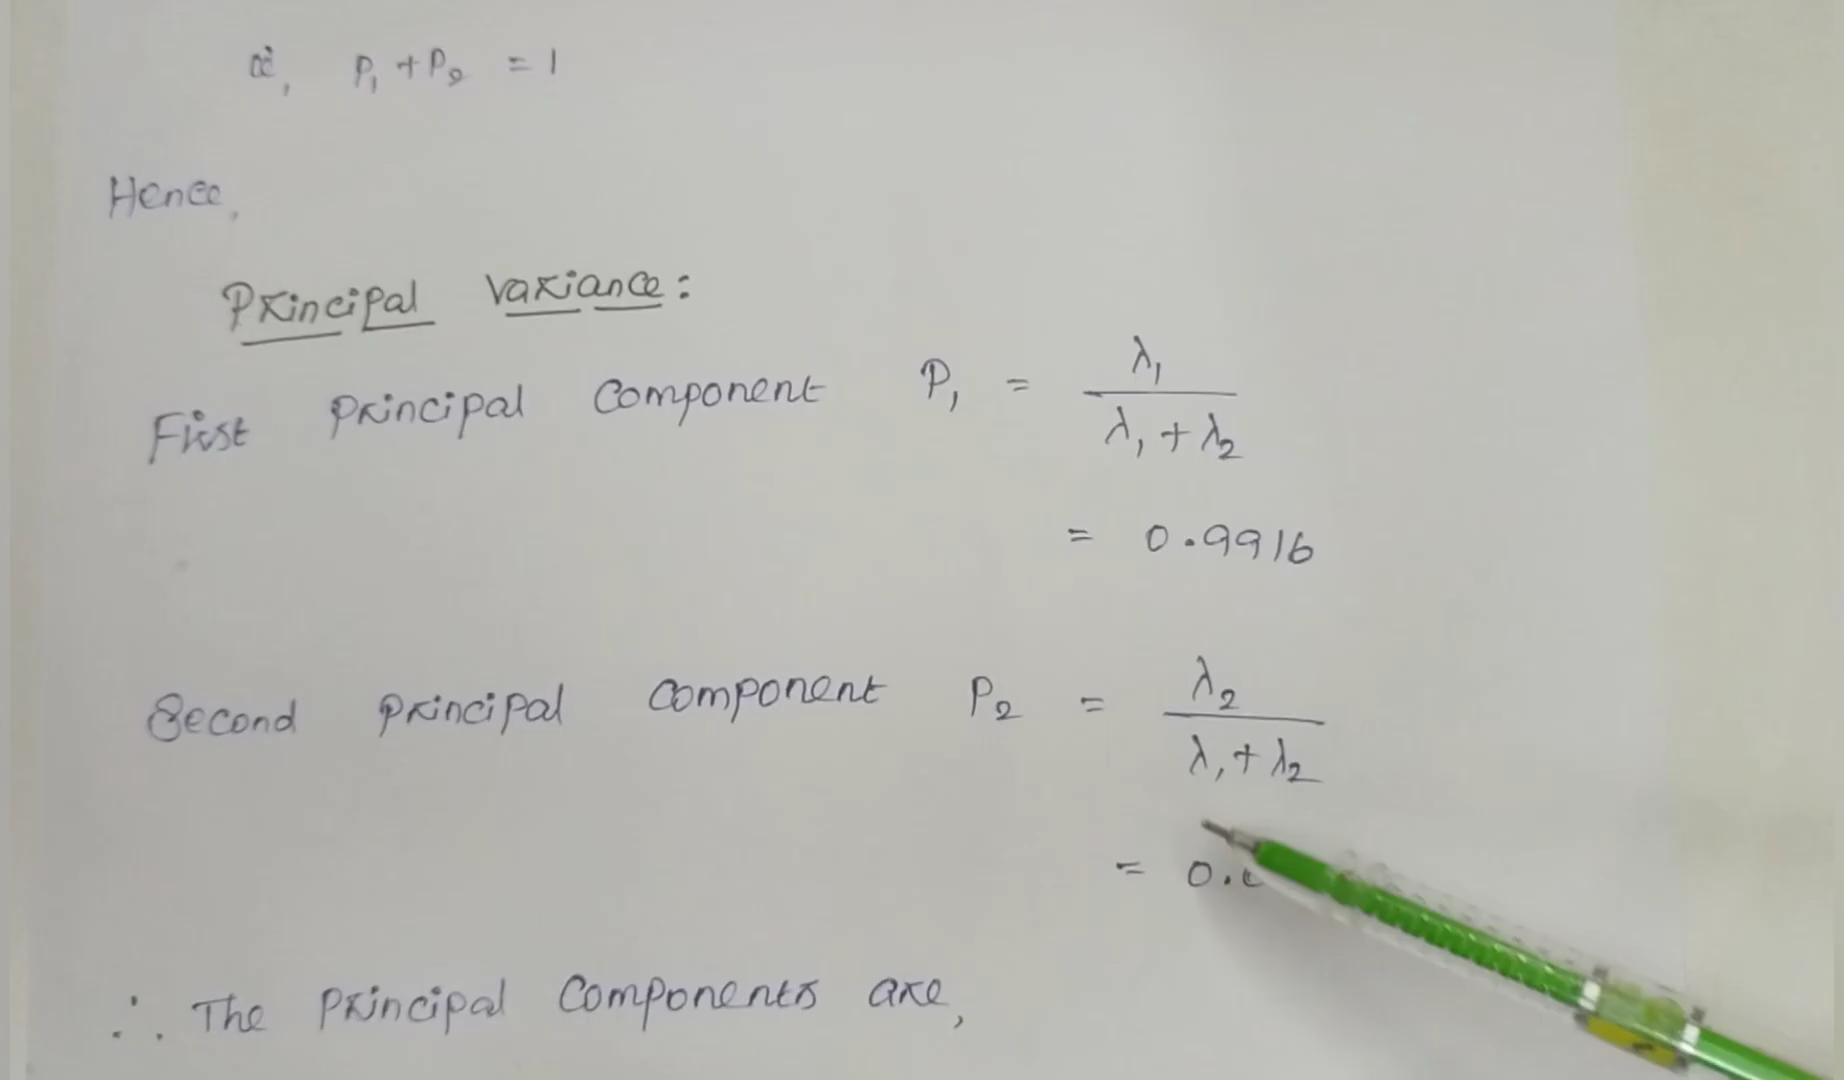 P₁ + P₂ = 1
Hence,
Principal Variance:
First Principal Component P₁ = λ₁ / (λ₁ + λ₂)
= 0.9916
Second Principal Component P₂ = λ₂ / (λ₁ + λ₂)
= 0.
∴ The Principal Components are,